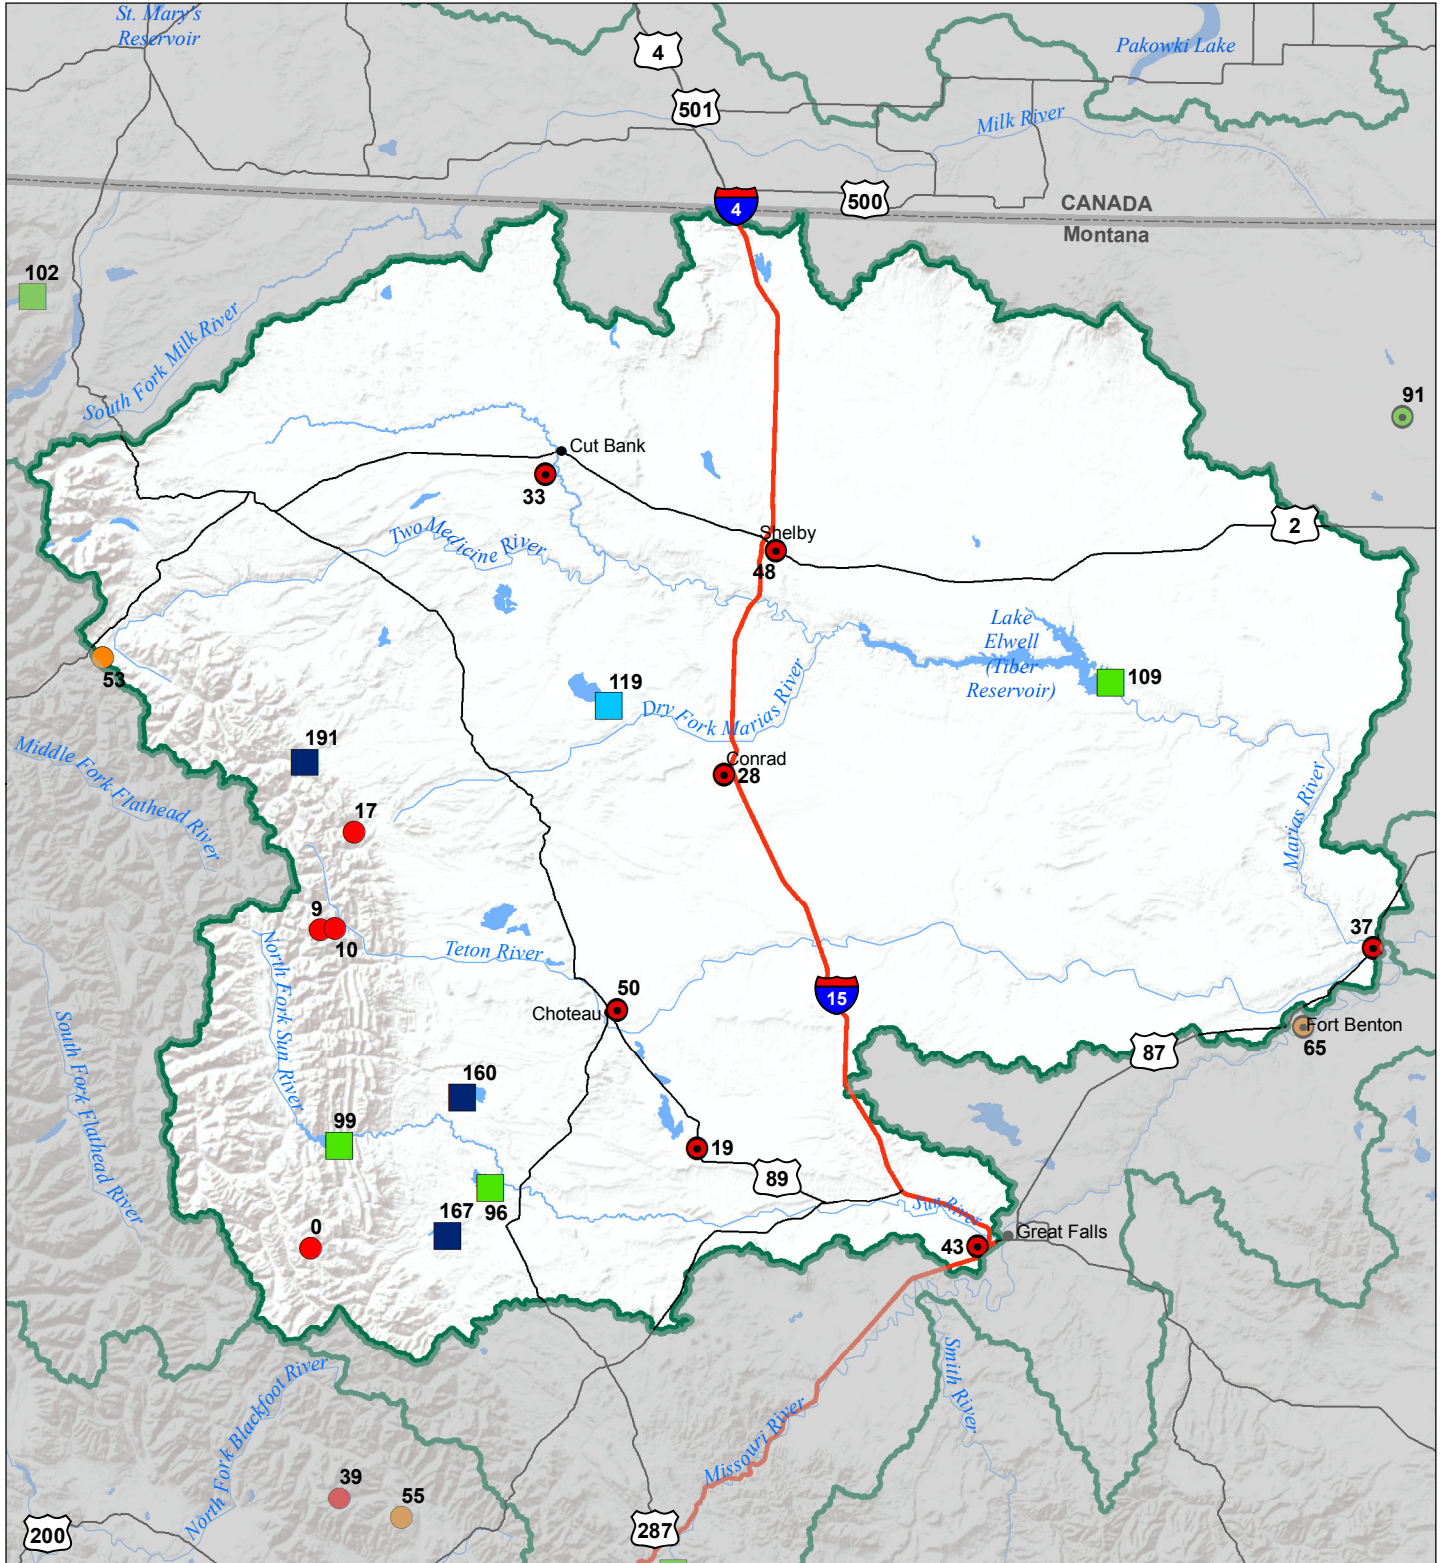 St. Mary's
Reservoir
4
Pakowki Lake
501
Milk River
4
500
CANADA
Montana
102
South Fork Milk River
91
Cut Bank
33
Two Medicine River
Shelby
48
2
Lake
Elwell
(Tiber
Reservoir)
109
53
119
Dry Fork Marias River
191
Middle Fork Flathead River
Conrad
28
17
Marias River
9
10
37
North Fork Sun River
Teton River
50
Choteau
15
Fort Benton
65
87
South Fork Flathead River
160
99
19
89
96
167
Sun River
0
43
Great Falls
Smith River
North Fork Blackfoot River
Missouri River
39
55
200
287